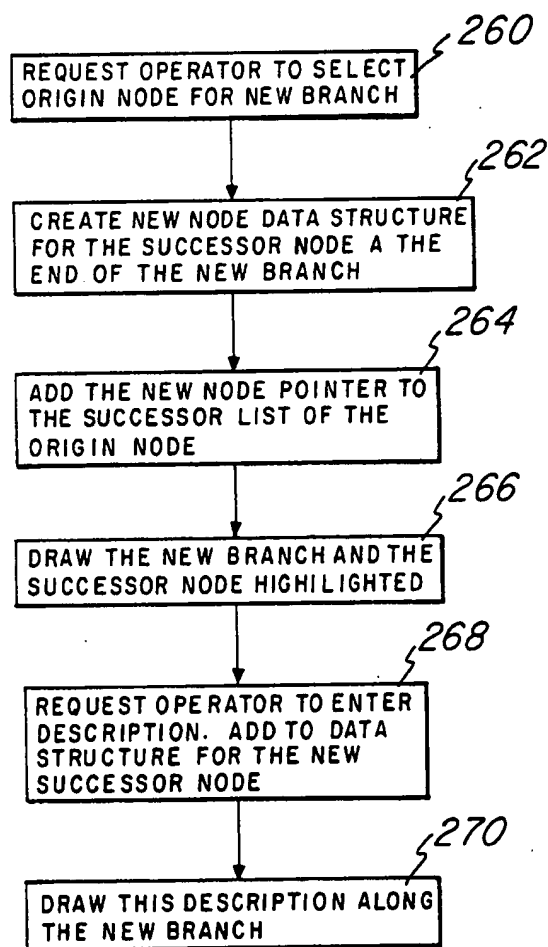 260
REQUEST OPERATOR TO SELECT
ORIGIN NODE FOR NEW BRANCH
262
CREATE NEW NODE DATA STRUCTURE
FOR THE SUCCESSOR NODE A THE
END OF THE NEW BRANCH
264
ADD THE NEW NODE POINTER TO
THE SUCCESSOR LIST OF THE
ORIGIN NODE
266
DRAW THE NEW BRANCH AND THE
SUCCESSOR NODE HIGHILIGHTED
268
REQUEST OPERATOR TO ENTER
DESCRIPTION. ADD TO DATA
STRUCTURE FOR THE NEW
SUCCESSOR NODE
270
DRAW THIS DESCRIPTION ALONG
THE NEW BRANCH